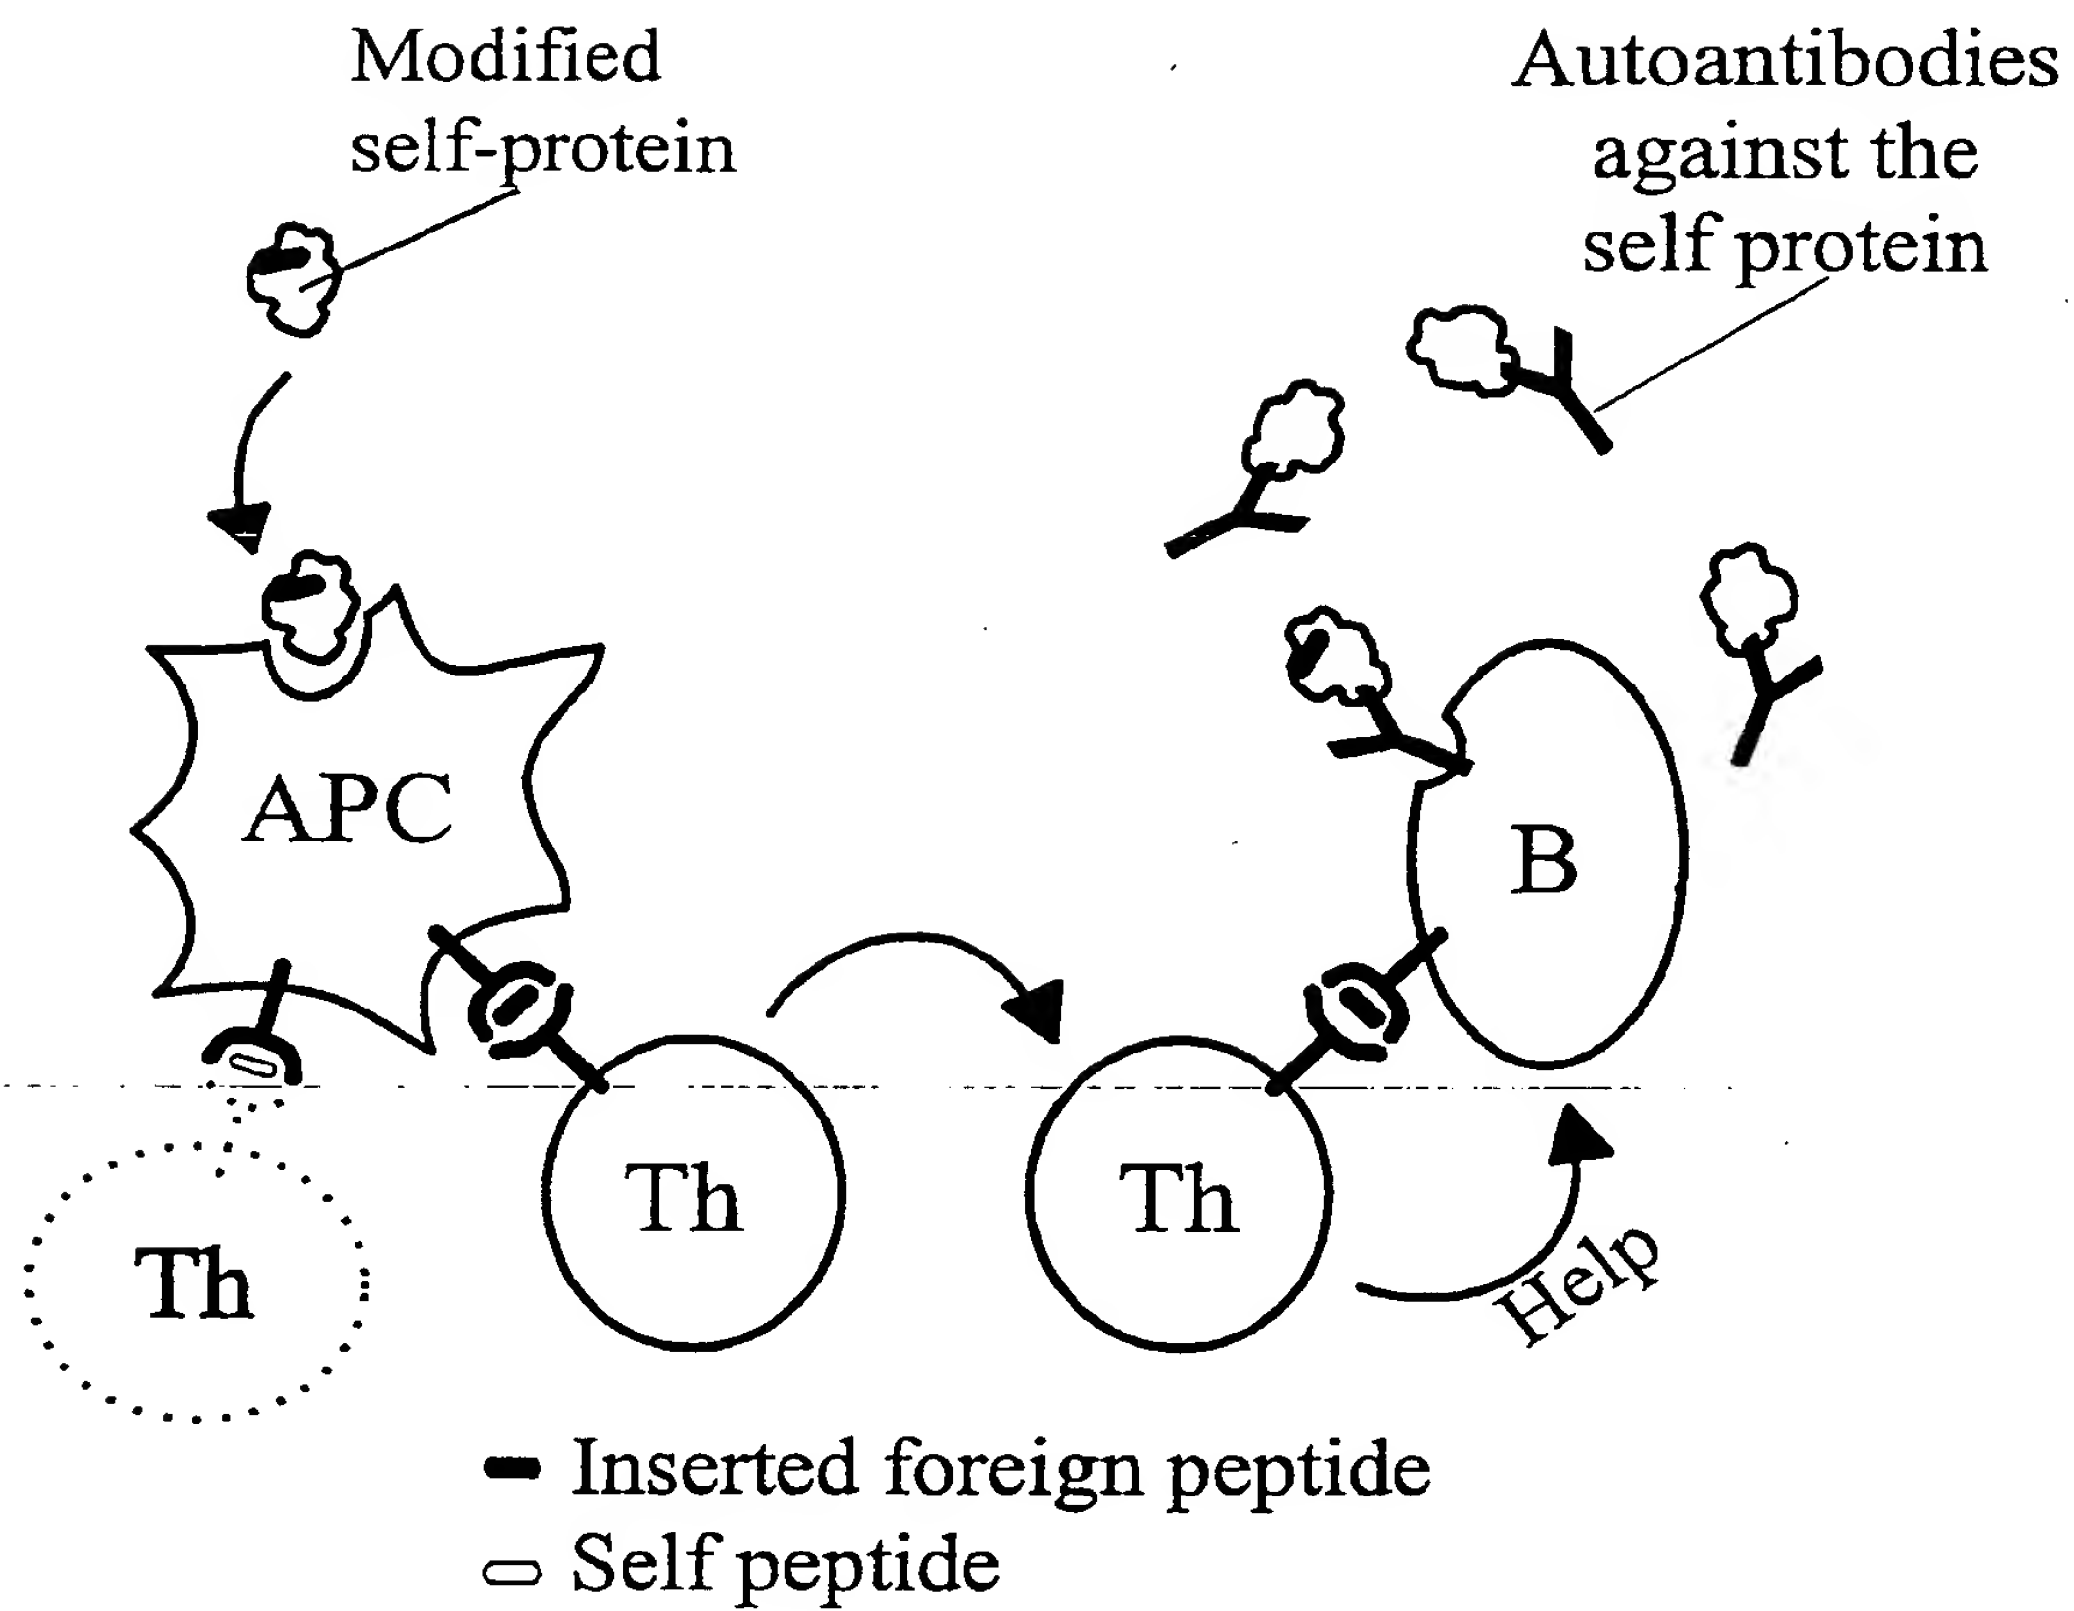 Modified
self-protein
Autoantibodies
against the
self protein
APC
B
Th
Th
Th
Help
Inserted foreign peptide
Self peptide